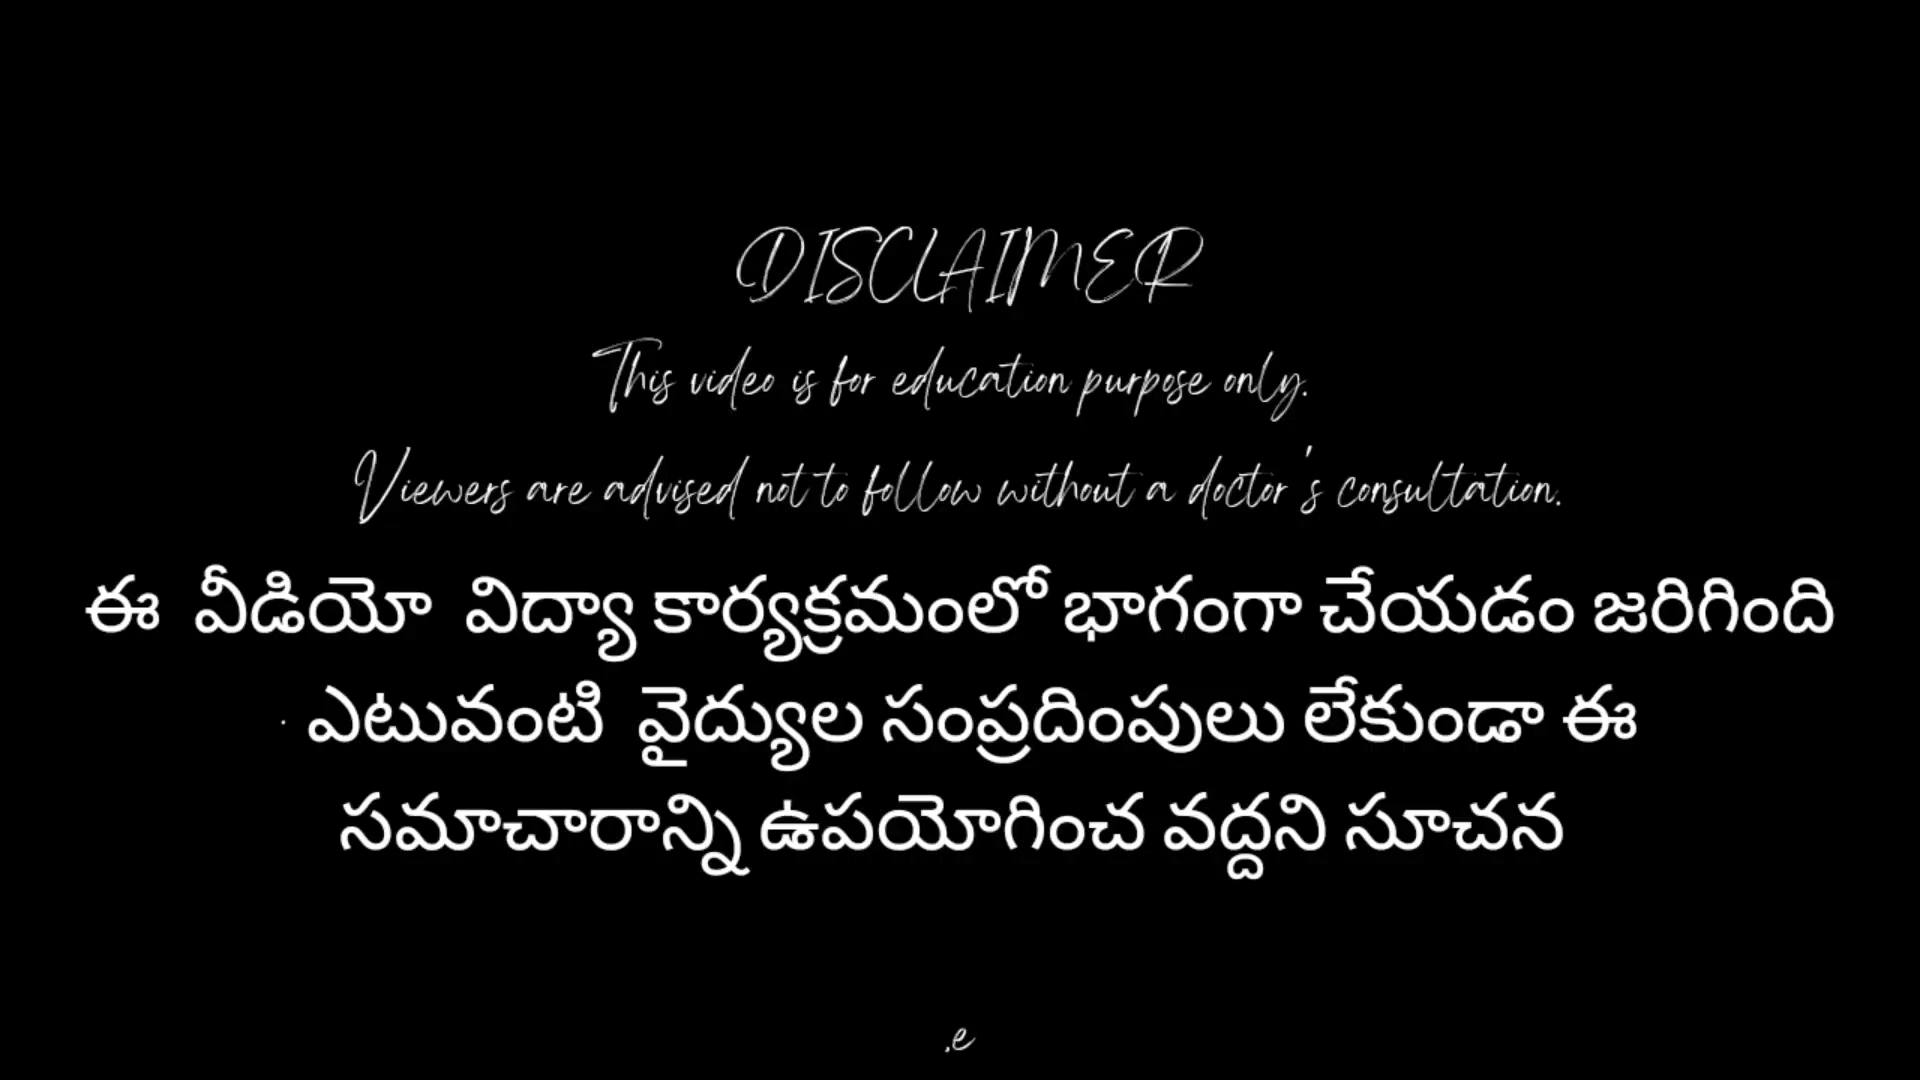 DISCLAIMER
This video is for education purpose only.
Viewers are advised not to follow without a doctor's consultation.
ఈ వీడియో విద్యా కార్యక్రమంలో భాగంగా చేయడం జరిగింది
. ఎటువంటి వైద్యుల సంప్రదింపులు లేకుండా ఈ
సమాచారాన్ని ఉపయోగించ వద్దని సూచన
.e